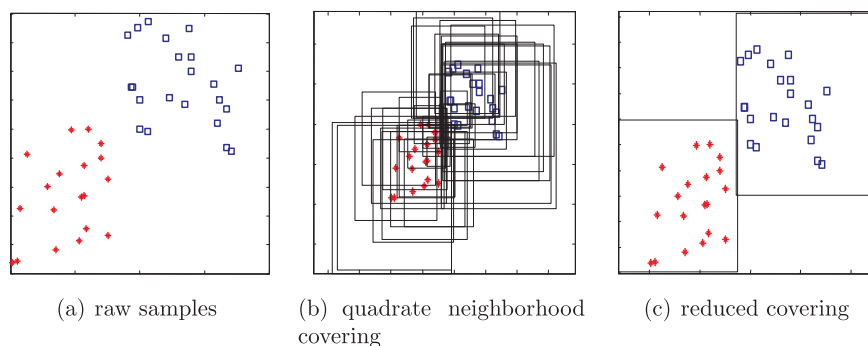 (a) raw samples
(b) quadrate neighborhood
covering
(c) reduced covering